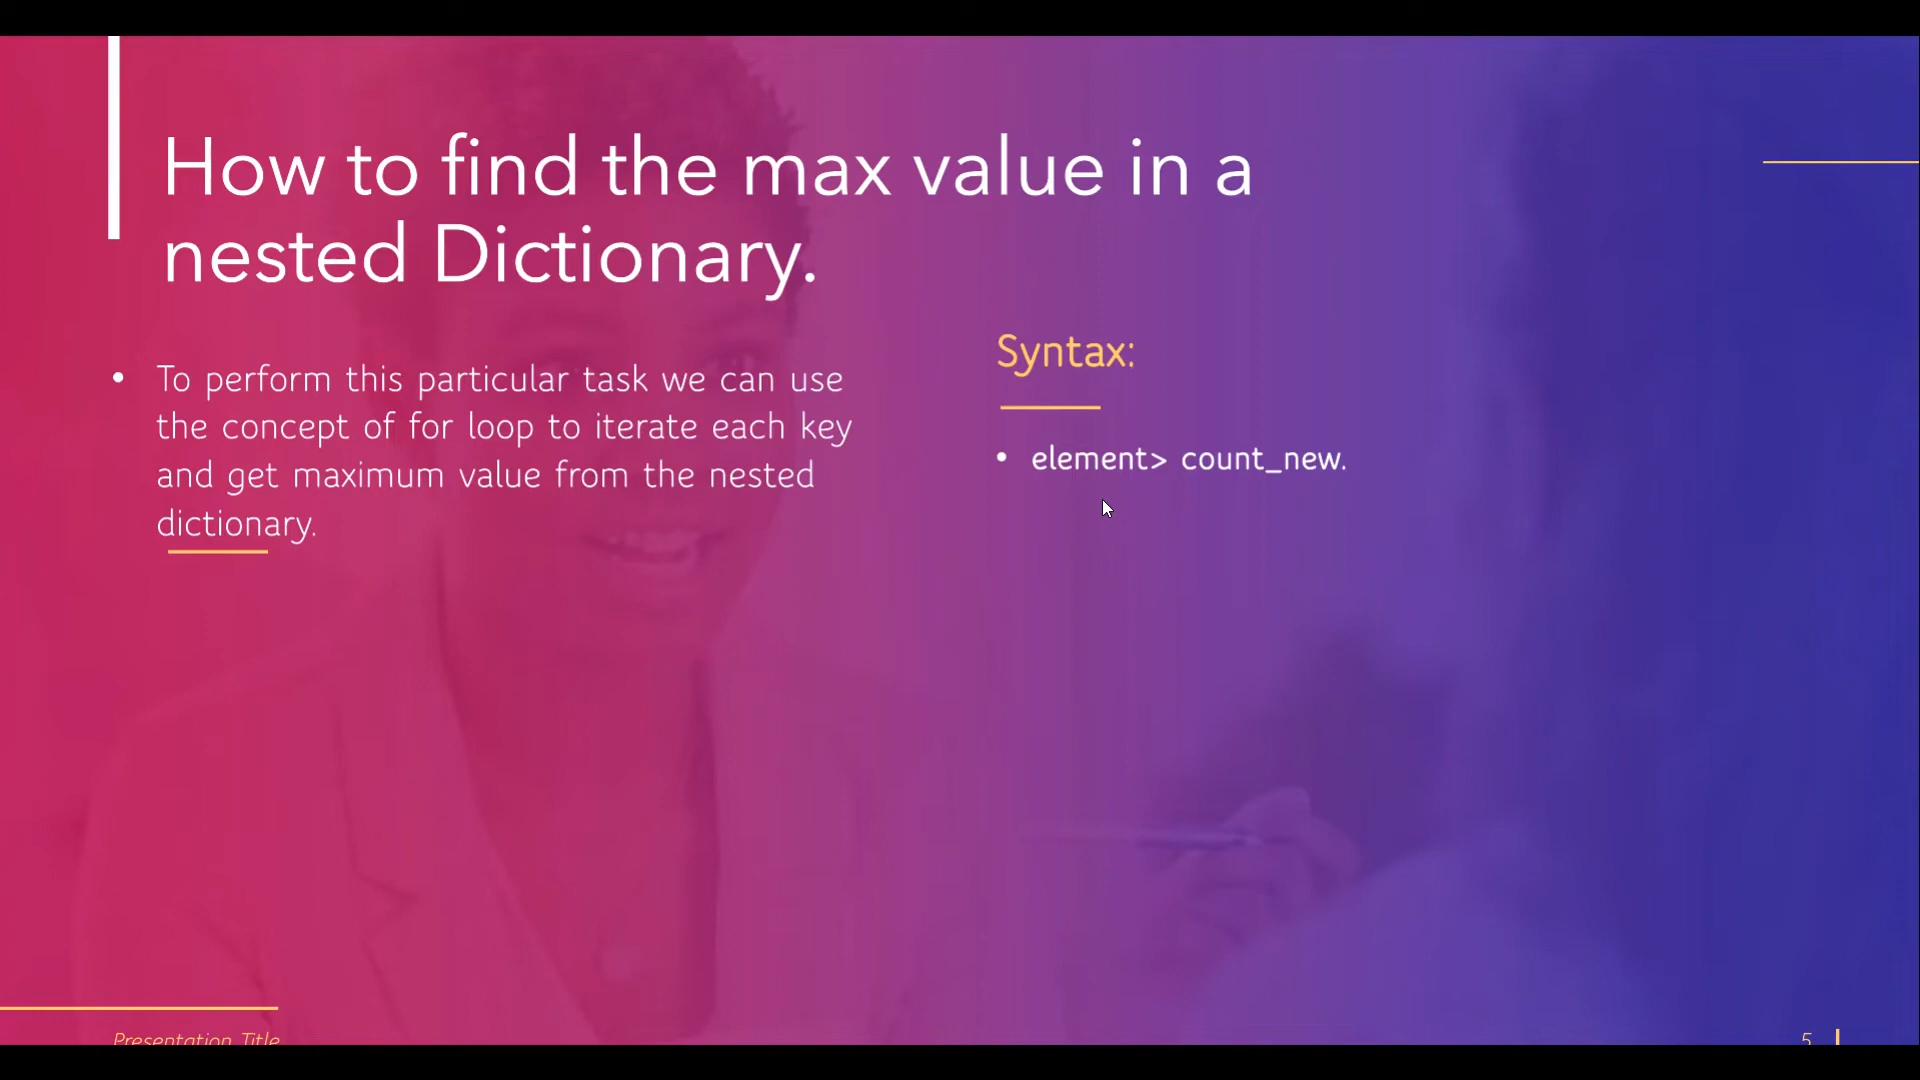 How to find the max value in a
nested Dictionary.
• To perform this particular task we can use
the concept of for loop to iterate each key
and get maximum value from the nested
dictionary.
Syntax:
• element> count_new.
Presentation Title
5